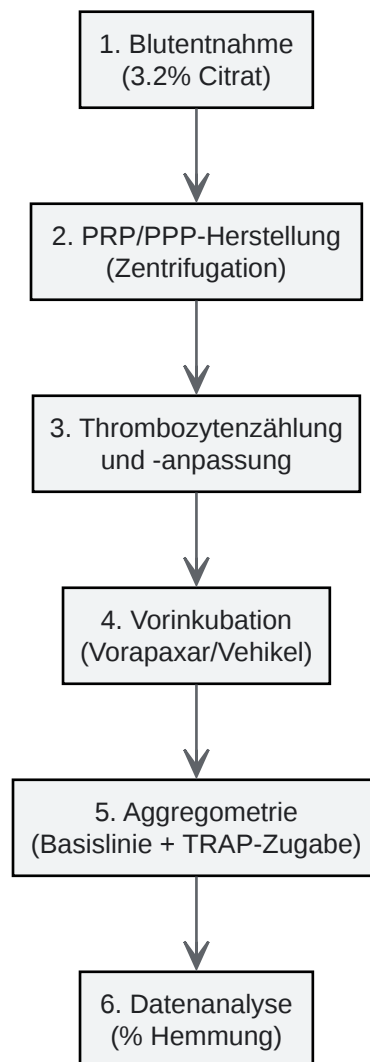 1. Blutentnahme
(3.2% Citrat)
2. PRP/PPP-Herstellung
(Zentrifugation)
3. Thrombozytenzählung
und -anpassung
4. Vorinkubation
(Vorapaxar/Vehikel)
5. Aggregometrie
(Basislinie + TRAP-Zugabe)
6. Datenanalyse
(% Hemmung)